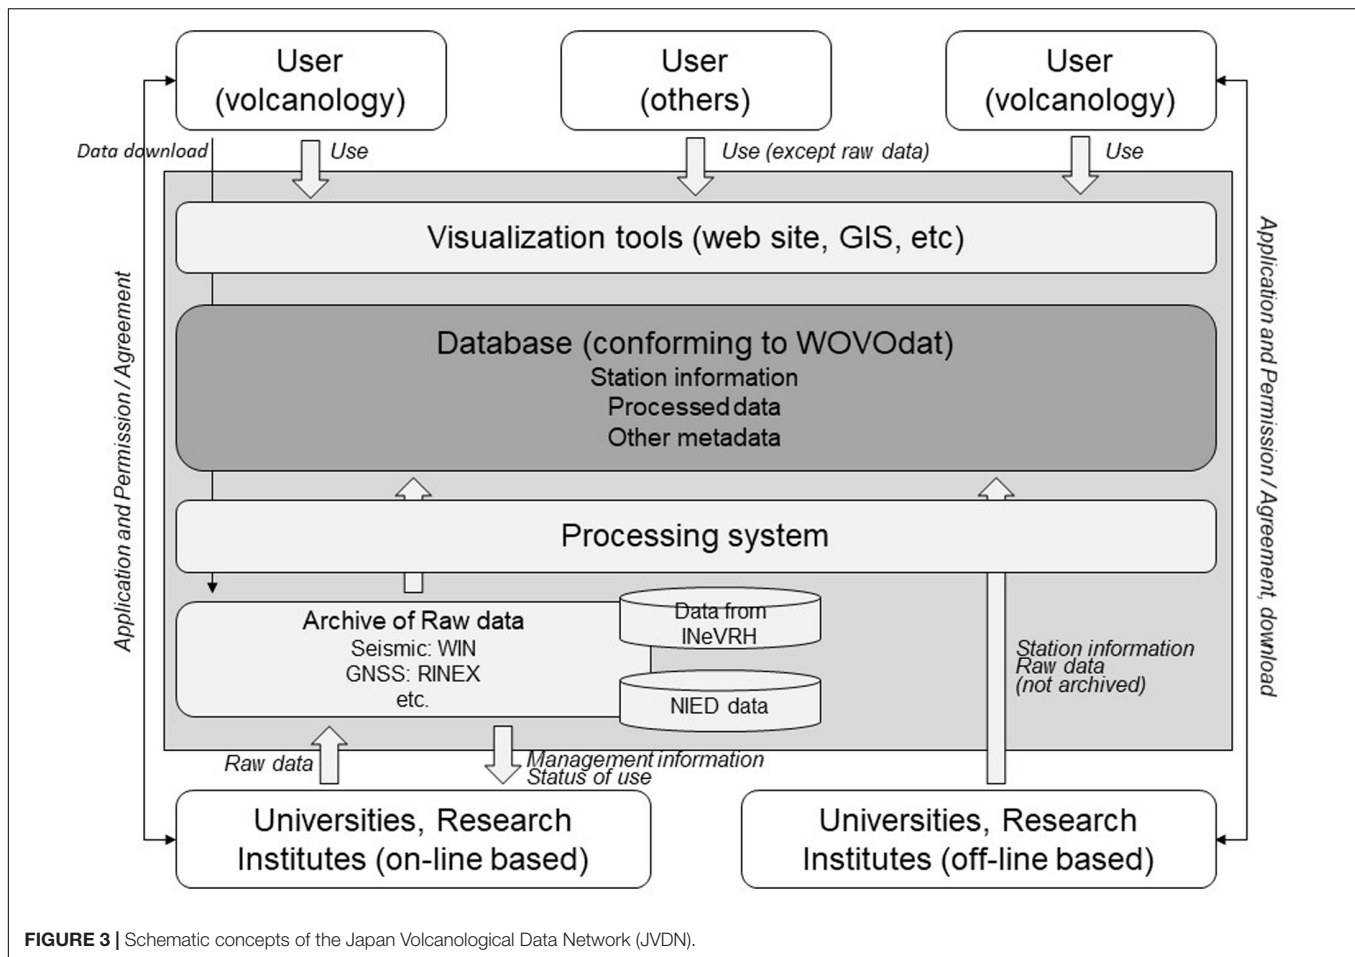 User
(volcanology)
User
(others)
User
(volcanology)
Data download
Use
Use (except raw data)
Use
Visualization tools (web site, GIS, etc)
Database (conforming to WOVOdat)
Station information
Processed data
Other metadata
Application and Permission / Agreement
Application and Permission / Agreement, download
Processing system
Archive of Raw data
Seismic: WIN
GNSS: RINEX
etc.
Data from
INeVRH
NIED data
Station information
Raw data
(not archived)
Raw data
Management information
Status of use
Universities, Research
Institutes (on-line based)
Universities, Research
Institutes (off-line based)
FIGURE 3 | Schematic concepts of the Japan Volcanological Data Network (JVDN).